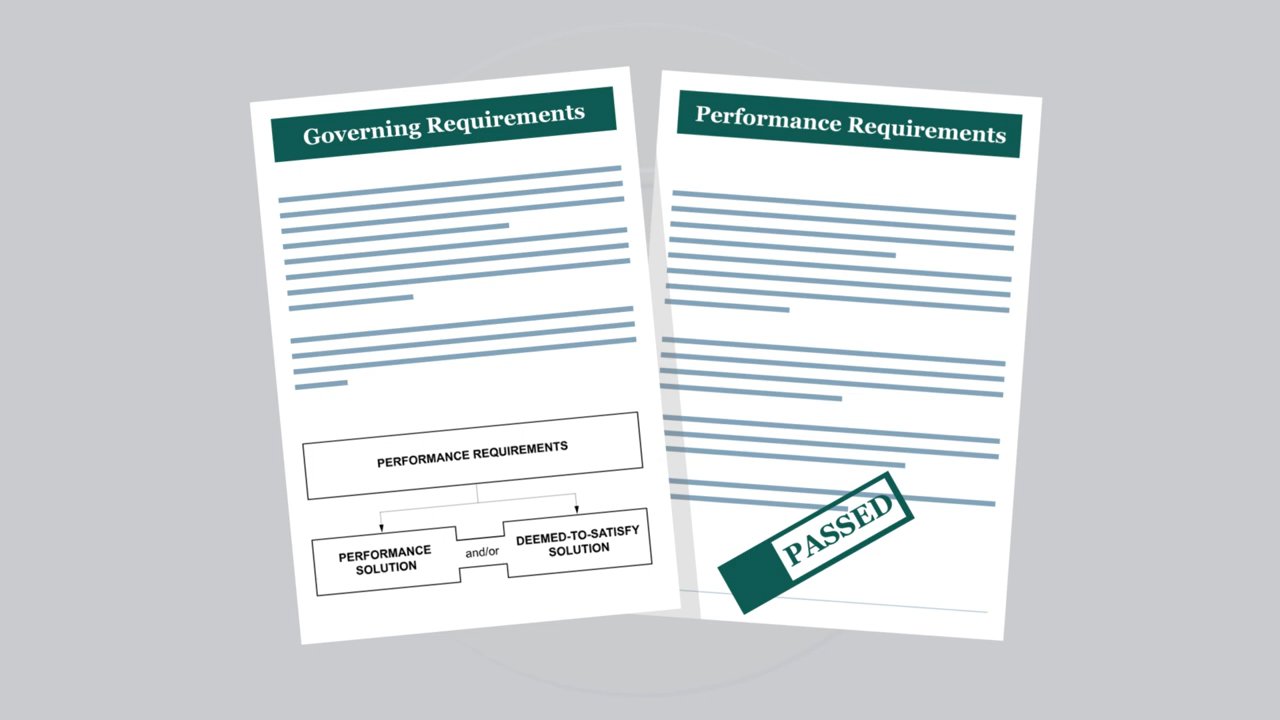 Governing Requirements
PERFORMANCE REQUIREMENTS
PERFORMANCE
SOLUTION
and/or
DEEMED-TO-SATISFY
SOLUTION
Performance Requirements
PASSED